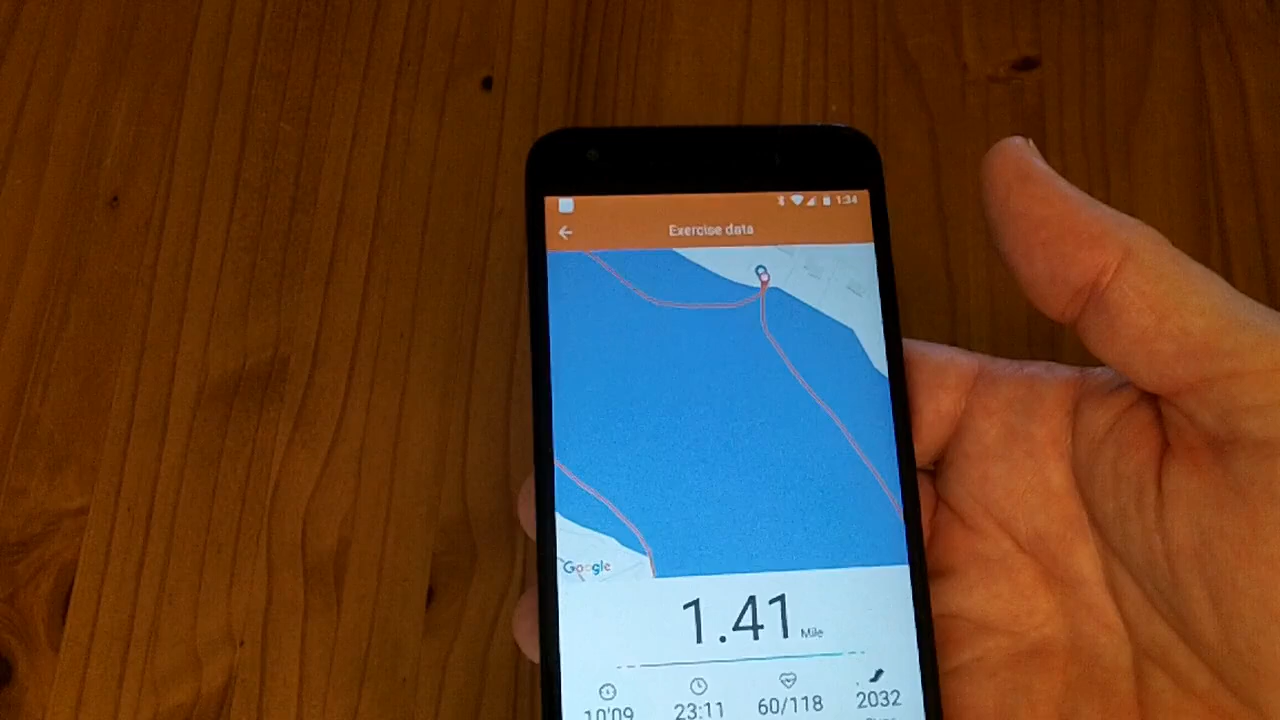 1:34
Exercise data
Google
1.41 Mile
10'09 23:11 60/118 2032